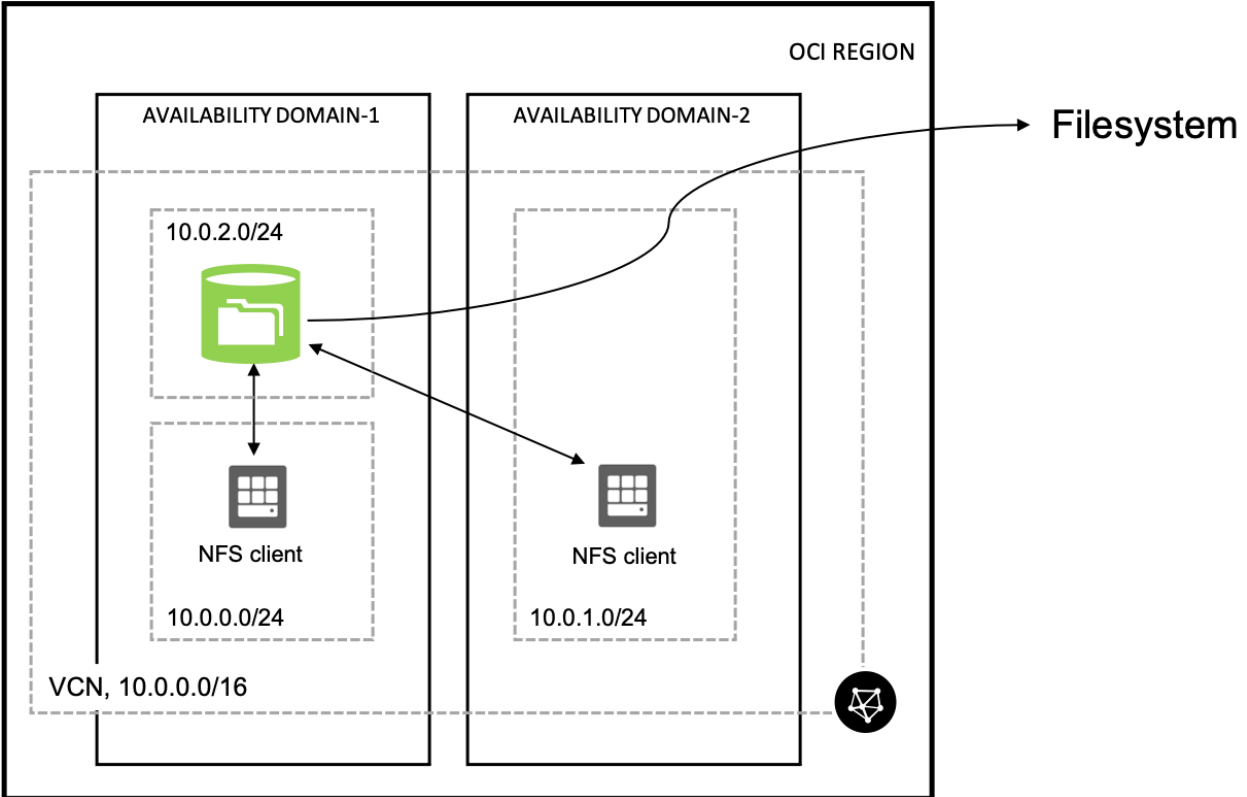 OCI REGION
AVAILABILITY DOMAIN-1
AVAILABILITY DOMAIN-2
Filesystem
10.0.2.0/24
NFS client
NFS client
10.0.0.0/24
10.0.1.0/24
VCN, 10.0.0.0/16